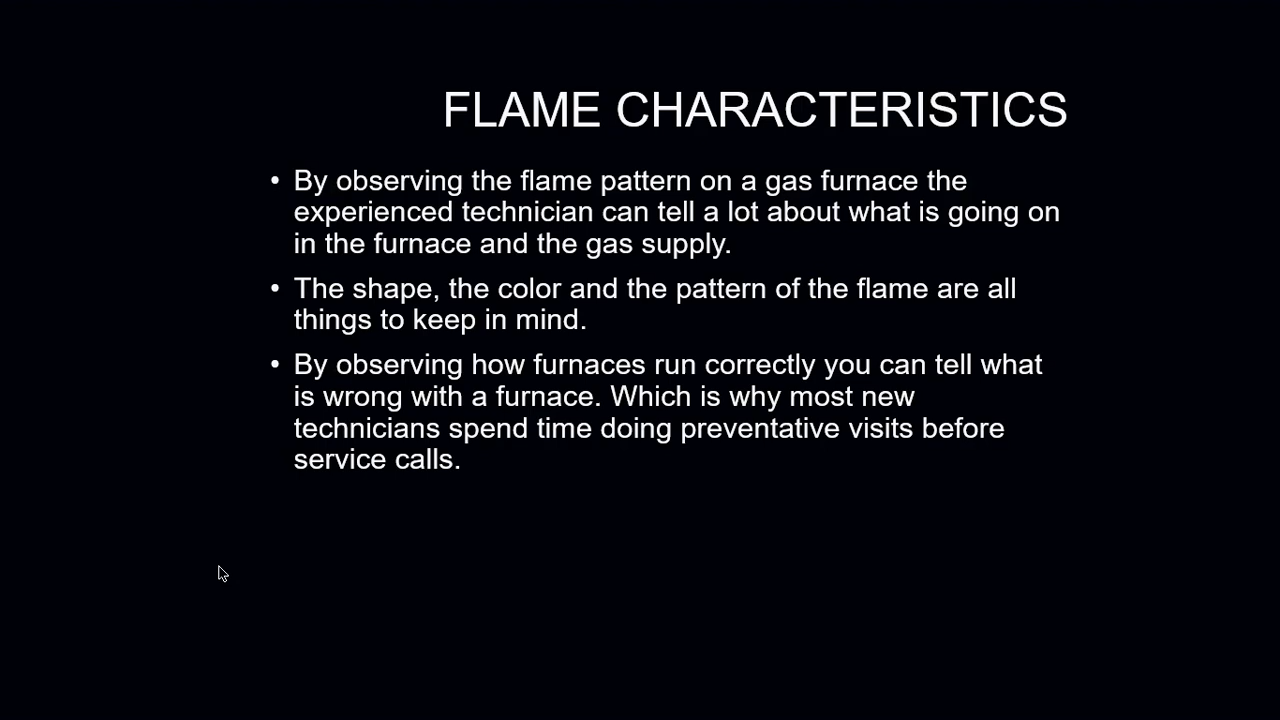 FLAME CHARACTERISTICS
• By observing the flame pattern on a gas furnace the
experienced technician can tell a lot about what is going on
in the furnace and the gas supply.
• The shape, the color and the pattern of the flame are all
things to keep in mind.
• By observing how furnaces run correctly you can tell what
is wrong with a furnace. Which is why most new
technicians spend time doing preventative visits before
service calls.